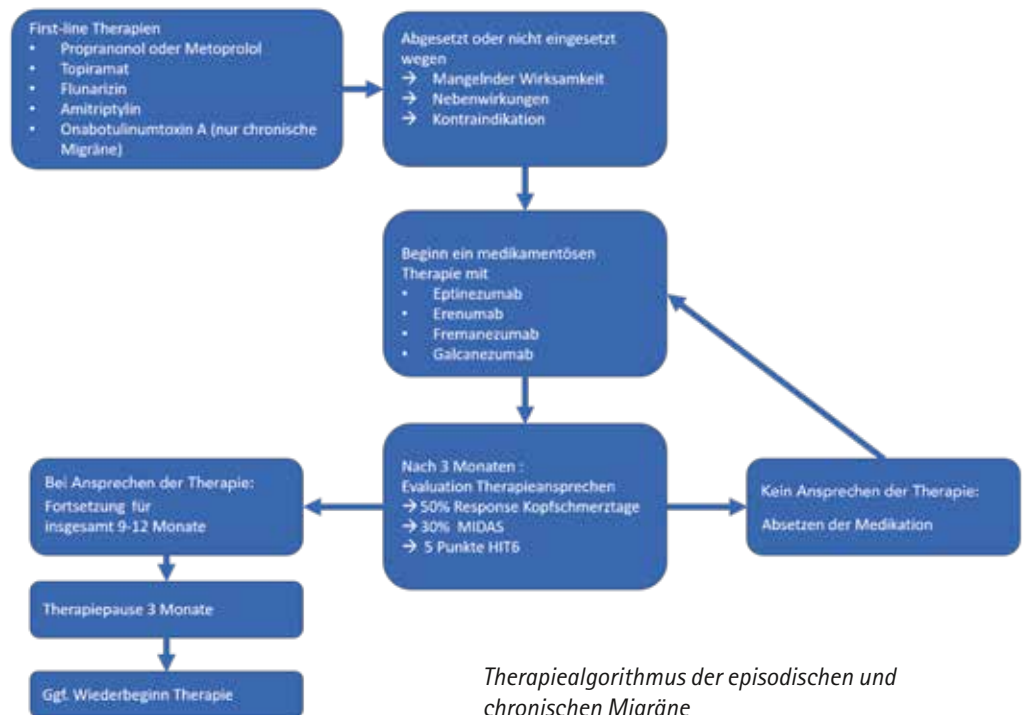 First-line Therapien
• Propranonol oder Metoprolol
• Topiramat
• Flunarizin
• Amitriptylin
• Onabotulinumtoxin A (nur chronische
Migräne)
Abgesetzt oder nicht eingesetzt
wegen
→ Mangelnder Wirksamkeit
→ Nebenwirkungen
→ Kontraindikation
Beginn ein medikamentösen
Therapie mit
• Eptinezumab
• Erenumab
• Fremanezumab
• Galcanezumab
Nach 3 Monaten :
Evaluation Therapieansprechen
→ 50% Response Kopfschmerztage
→ 30% MIDAS
→ 5 Punkte HIT6
Bei Ansprechen der Therapie:
Fortsetzung für
insgesamt 9-12 Monate
Kein Ansprechen der Therapie:
Absetzen der Medikation
Therapiepause 3 Monate
Ggf. Wiederbeginn Therapie
Therapiealgorithmus der episodischen und
chronischen Migräne